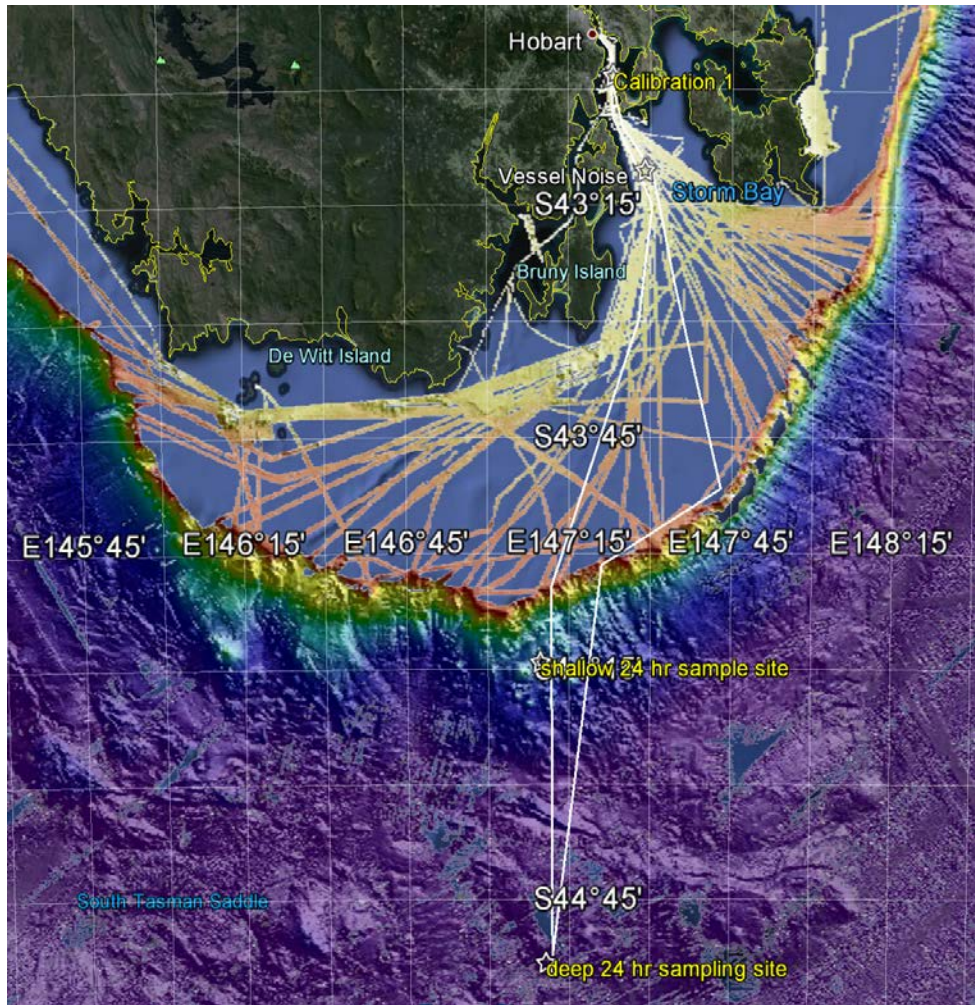 Hobart
Calibration 1
Vessel Noise
Storm Bay
S43°15'
Bruny Island
De Witt Island
S43°45'
E145°45'
E146°15'
E146°45'
E147°15'
E147°45'
E148°15'
shallow 24 hr sample site
South Tasman Saddle
S44°45'
deep 24 hr sampling site